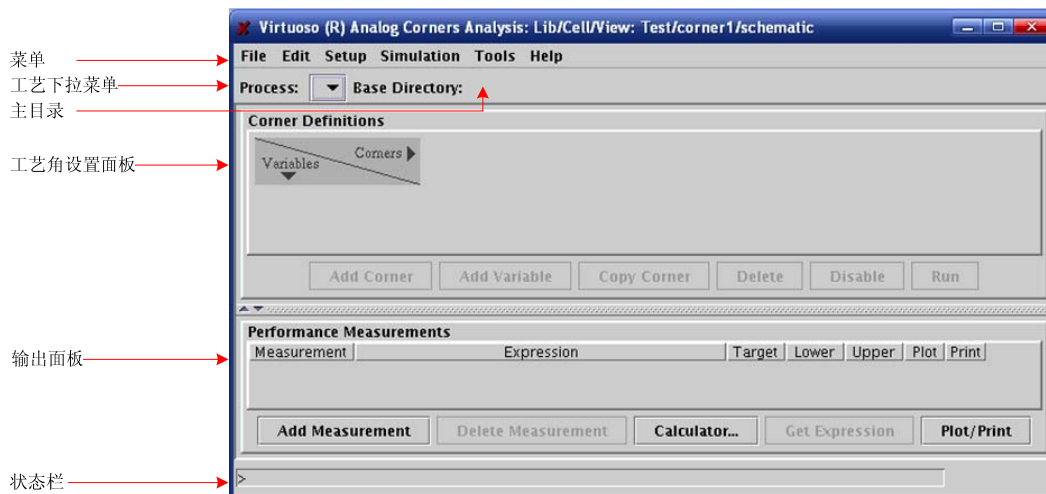 Virtuoso (R) Analog Corners Analysis: Lib/Cell/View: Test/corner1/schematic
菜单
File Edit Setup Simulation Tools Help
工艺下拉菜单
Process: Base Directory:
主目录
Corner Definitions
工艺角设置面板
Corners
Variables
Add Corner Add Variable Copy Corner Delete Disable Run
Performance Measurements
输出面板
Measurement Expression Target Lower Upper Plot Print
Add Measurement Delete Measurement Calculator... Get Expression Plot/Print
状态栏
>